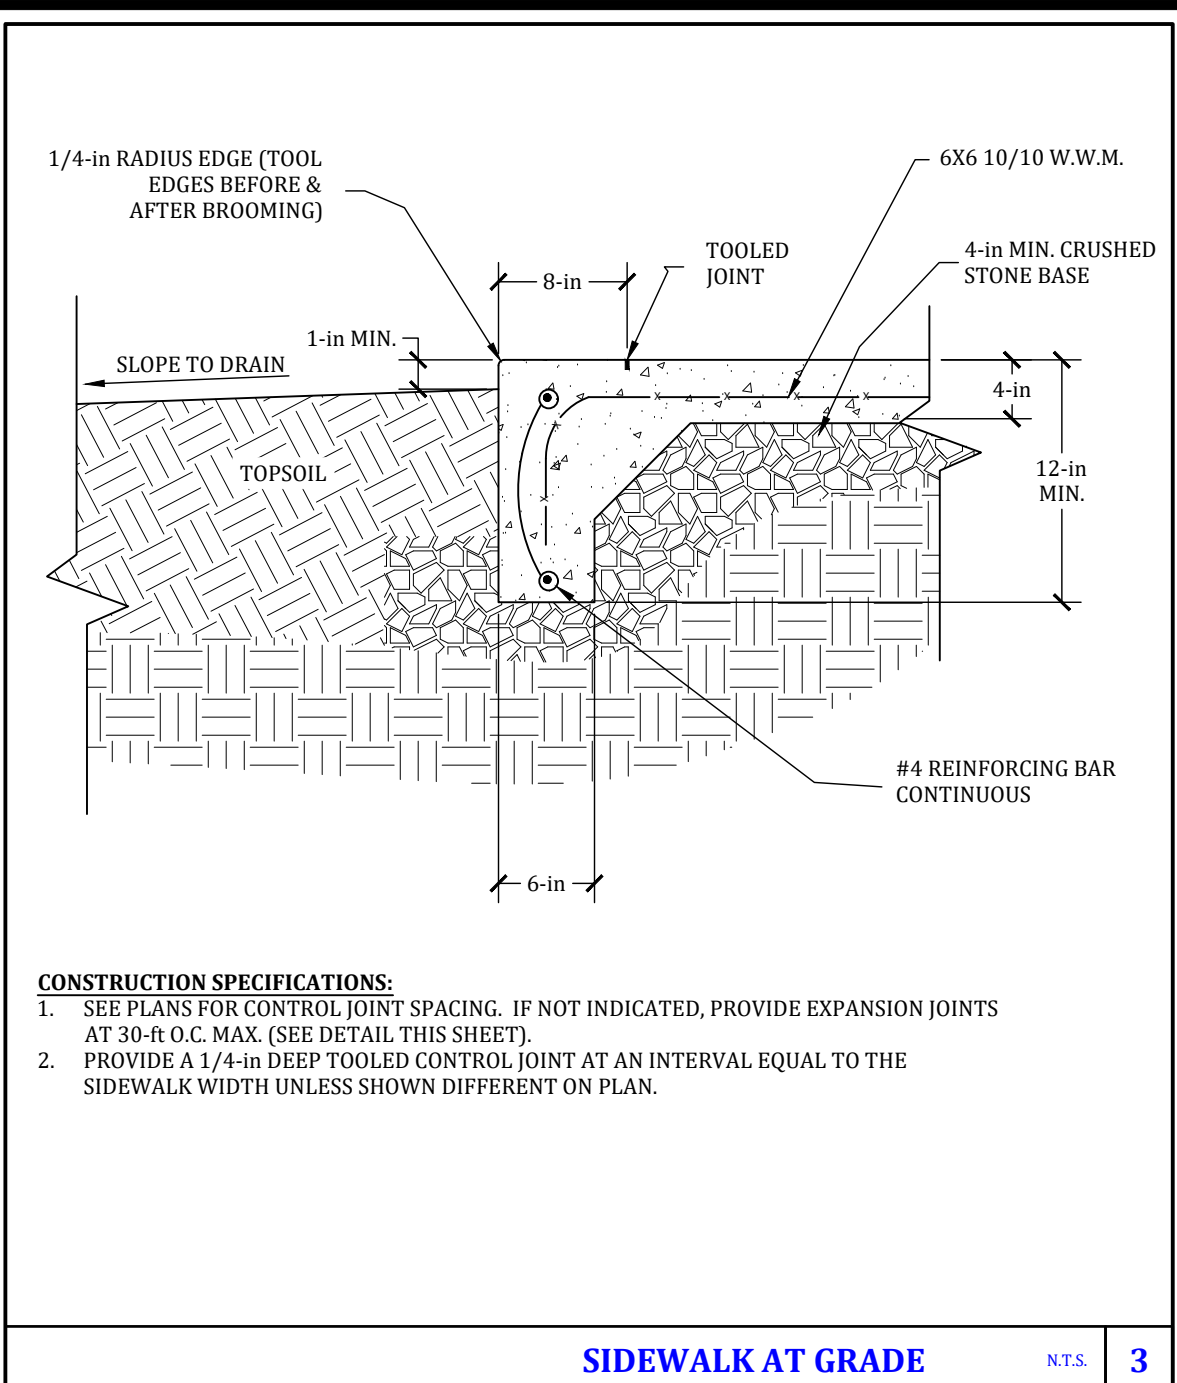 1/4-in RADIUS EDGE (TOOL
EDGES BEFORE &
AFTER BROOMING)
6X6 10/10 W.W.M.
TOOLED
JOINT
4-in MIN. CRUSHED
STONE BASE
8-in
1-in MIN.
SLOPE TO DRAIN
4-in
TOPSOIL
12-in
MIN.
#4 REINFORCING BAR
CONTINUOUS
6-in
CONSTRUCTION SPECIFICATIONS:
1. SEE PLANS FOR CONTROL JOINT SPACING. IF NOT INDICATED, PROVIDE EXPANSION JOINTS
AT 30-ft O.C. MAX. (SEE DETAIL THIS SHEET).
2. PROVIDE A 1/4-in DEEP TOOLED CONTROL JOINT AT AN INTERVAL EQUAL TO THE
SIDEWALK WIDTH UNLESS SHOWN DIFFERENT ON PLAN.
SIDEWALK AT GRADE
N.T.S.
3